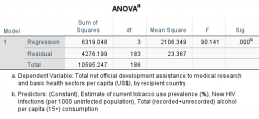 ANOVAa
Model Sum of Squares df Mean Square F Sig.
1 Regression 6319.048 3 2106.349 90.141 .000b
Residual 4276.199 183 23.367
Total 10595.247 186
a. Dependent Variable: Total net official development assistance to medical research
and basic health sectors per capita (US$), by recipient country
b. Predictors: (Constant), Estimate of current tobacco use prevalence (%), New HIV
infections (per 1000 uninfected population), Total (recorded+unrecorded) alcohol
per capita (15+) consumption